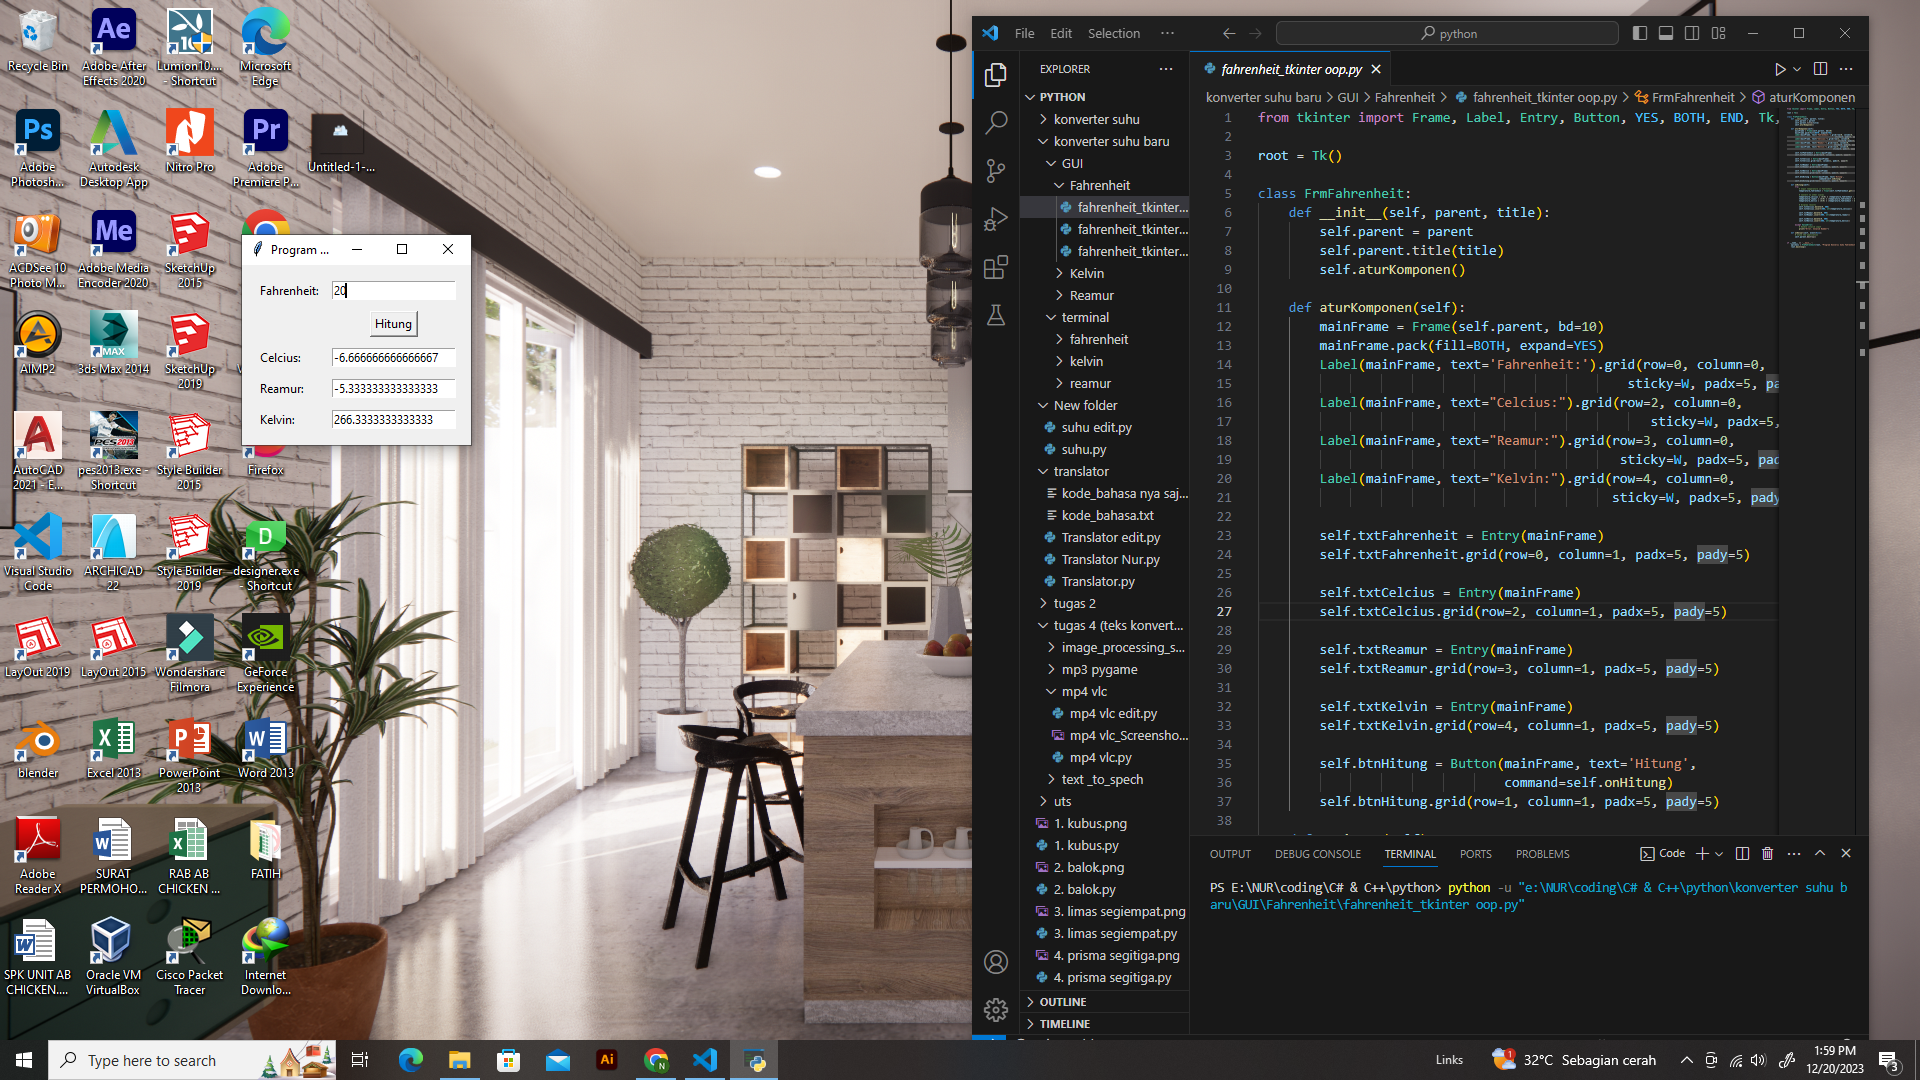 Recycle Bin
Adobe After
Effects 2020
Lumion10....
- Shortcut
Microsoft
Edge
Adobe
Photosh...
Autodesk
Desktop App
Nitro Pro
Adobe
Premiere P...
Untitled-1-...
ACDSee 10
Photo M...
Adobe Media
Encoder 2020
SketchUp
2015
AIMP2
3ds Max 2014
SketchUp
2019
AutoCAD
2021 - E...
pes2013.exe -
Shortcut
Style Builder
2015
Firefox
Visual Studio
Code
ARCHICAD
22
Style Builder
2019
designer.exe
- Shortcut
LayOut 2019
LayOut 2015
Wondershare
Filmora
GeForce
Experience
blender
Excel 2013
PowerPoint
2013
Word 2013
Adobe
Reader X
SURAT
PERMOHO...
RAB AB
CHICKEN ...
FATIH
SPK UNIT AB
CHICKEN....
Oracle VM
VirtualBox
Cisco Packet
Tracer
Internet
Downlo...
Program ...
Fahrenheit:
20
Hitung
Celcius:
-6.666666666666667
Reamur:
-5.333333333333333
Kelvin:
266.3333333333333
File Edit Selection ...
python
EXPLORER
PYTHON
konverter suhu
konverter suhu baru
GUI
Fahrenheit
fahrenheit_tkinter...
fahrenheit_tkinter...
fahrenheit_tkinter...
Kelvin
Reamur
terminal
fahrenheit
kelvin
reamur
New folder
suhu edit.py
suhu.py
translator
kode_bahasa nya saj...
kode_bahasa.txt
Translator edit.py
Translator Nur.py
Translator.py
tugas 2
tugas 4 (teks konvert...
image_processing_s...
mp3 pygame
mp4 vlc
mp4 vlc edit.py
mp4 vlc_Screensho...
mp4 vlc.py
text _to_spech
uts
1. kubus.png
1. kubus.py
2. balok.png
2. balok.py
3. limas segiempat.png
3. limas segiempat.py
4. prisma segitiga.png
4. prisma segitiga.py
OUTLINE
TIMELINE
fahrenheit_tkinter oop.py
konverter suhu baru > GUI > Fahrenheit > fahrenheit_tkinter oop.py > FrmFahrenheit > aturKomponen
1 from tkinter import Frame, Label, Entry, Button, YES, BOTH, END, Tk,
2
3 root = Tk()
4
5 class FrmFahrenheit:
6 def __init__(self, parent, title):
7 self.parent = parent
8 self.parent.title(title)
9 self.aturKomponen()
10
11 def aturKomponen(self):
12 mainFrame = Frame(self.parent, bd=10)
13 mainFrame.pack(fill=BOTH, expand=YES)
14 Label(mainFrame, text='Fahrenheit:').grid(row=0, column=0,
15 sticky=W, padx=5, pa
16 Label(mainFrame, text="Celcius:").grid(row=2, column=0,
17 sticky=W, padx=5,
18 Label(mainFrame, text="Reamur:").grid(row=3, column=0,
19 sticky=W, padx=5, pad
20 Label(mainFrame, text="Kelvin:").grid(row=4, column=0,
21 sticky=W, padx=5, pady
22
23 self.txtFahrenheit = Entry(mainFrame)
24 self.txtFahrenheit.grid(row=0, column=1, padx=5, pady=5)
25
26 self.txtCelcius = Entry(mainFrame)
27 self.txtCelcius.grid(row=2, column=1, padx=5, pady=5)
28
29 self.txtReamur = Entry(mainFrame)
30 self.txtReamur.grid(row=3, column=1, padx=5, pady=5)
31
32 self.txtKelvin = Entry(mainFrame)
33 self.txtKelvin.grid(row=4, column=1, padx=5, pady=5)
34
35 self.btnHitung = Button(mainFrame, text='Hitung',
36 command=self.onHitung)
37 self.btnHitung.grid(row=1, column=1, padx=5, pady=5)
38
OUTPUT DEBUG CONSOLE TERMINAL PORTS PROBLEMS
Code
PS E:\NUR\coding\C# & C++\python> python -u "e:\NUR\coding\C# & C++\python\konverter suhu b
aru\GUI\Fahrenheit\fahrenheit_tkinter oop.py"
Type here to search
Links
32°C Sebagian cerah
1:59 PM
12/20/2023
3